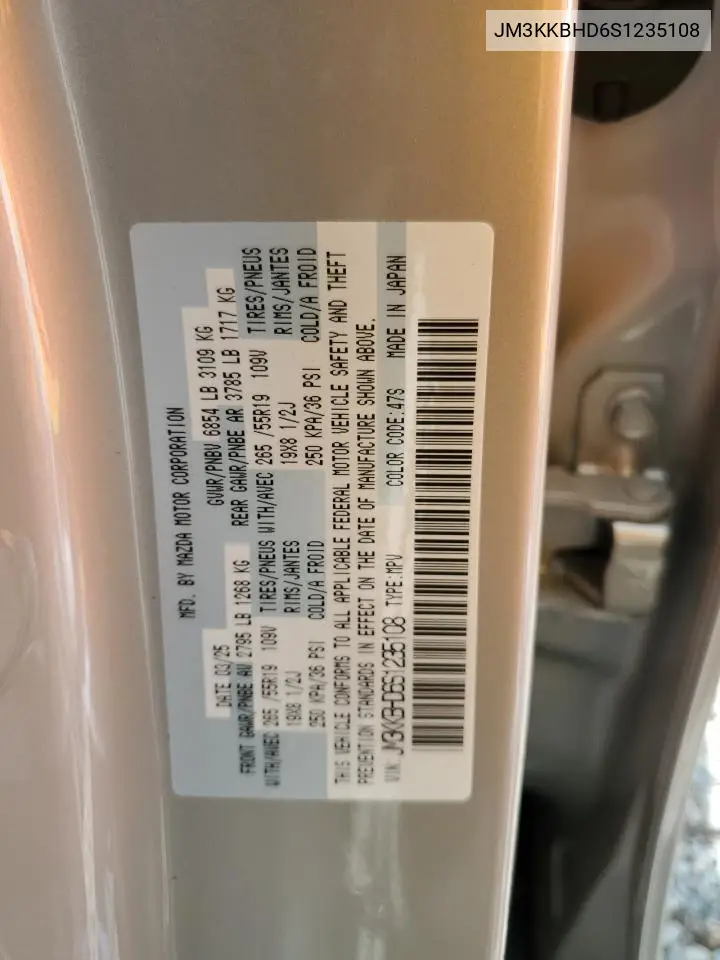 JM3KKBHD6S1235108
MFD. BY MAZDA MOTOR CORPORATION
DATE 03/25 GVWR/PNBV 6854 LB 3109 KG
FRONT GAWR/PNBE AV 2795 LB 1268 KG REAR GAWR/PNBE AR 3785 LB 1717 KG
WITH/AVEC 265 /55R19 109V TIRES/PNEUS WITH/AVEC 265 /55R19 109V TIRES/PNEUS
19X8 1/2J RIMS/JANTES 19X8 1/2J RIMS/JANTES
250 KPA/36 PSI COLD/A FROID 250 KPA/36 PSI COLD/A FROID
THIS VEHICLE CONFORMS TO ALL APPLICABLE FEDERAL MOTOR VEHICLE SAFETY AND THEFT
PREVENTION STANDARDS IN EFFECT ON THE DATE OF MANUFACTURE SHOWN ABOVE.
VIN: JM3KKBHD6S1235108 TYPE:MPV COLOR CODE:47S MADE IN JAPAN